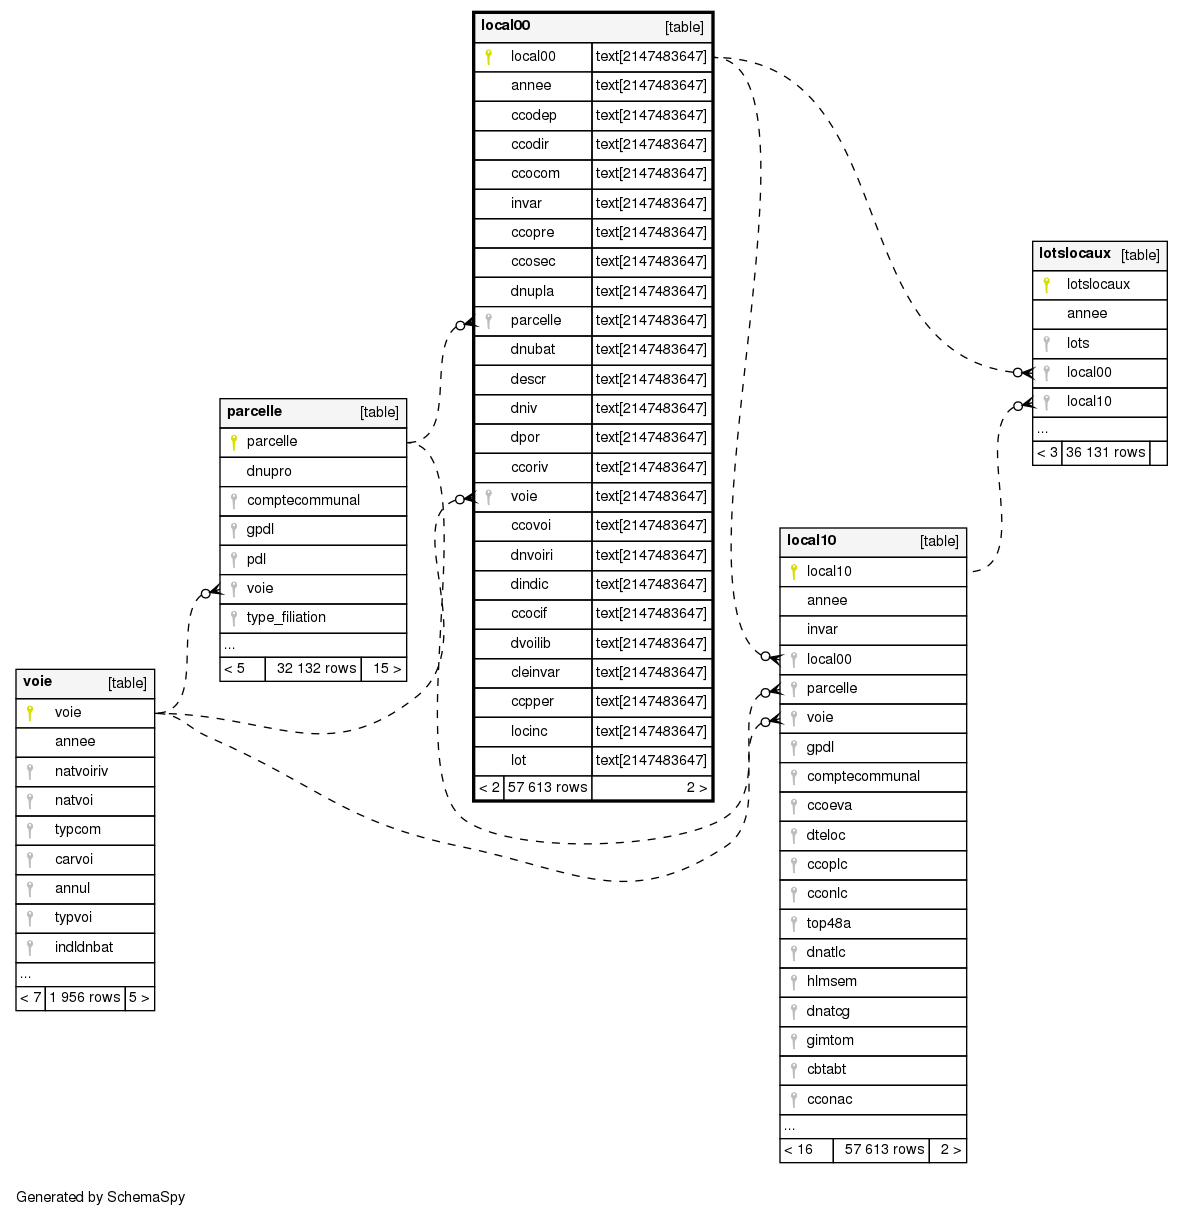 local00 [table]
local00 text[2147483647]
annee text[2147483647]
ccodep text[2147483647]
ccodir text[2147483647]
ccocom text[2147483647]
invar text[2147483647]
ccopre text[2147483647]
ccosec text[2147483647]
dnupla text[2147483647]
parcelle text[2147483647]
dnubat text[2147483647]
descr text[2147483647]
dniv text[2147483647]
dpor text[2147483647]
ccoriv text[2147483647]
voie text[2147483647]
ccovoi text[2147483647]
dnvoiri text[2147483647]
dindic text[2147483647]
ccocif text[2147483647]
dvoilib text[2147483647]
cleinvar text[2147483647]
ccpper text[2147483647]
locinc text[2147483647]
lot text[2147483647]
< 2 57 613 rows 2 >
lotslocaux [table]
lotslocaux
annee
lots
local00
local10
...
< 3 36 131 rows
parcelle [table]
parcelle
dnupro
comptecommunal
gpdl
pdl
voie
type_filiation
...
< 5 32 132 rows 15 >
local10 [table]
local10
annee
invar
local00
parcelle
voie
gpdl
comptecommunal
ccoeva
dteloc
ccoplc
cconlc
top48a
dnatlc
hlmsem
dnatcg
gimtom
cbtabt
cconac
...
< 16 57 613 rows 2 >
voie [table]
voie
annee
natvoiriv
natvoi
typcom
carvoi
annul
typvoi
indldnbat
...
< 7 1 956 rows 5 >
Generated by SchemaSpy